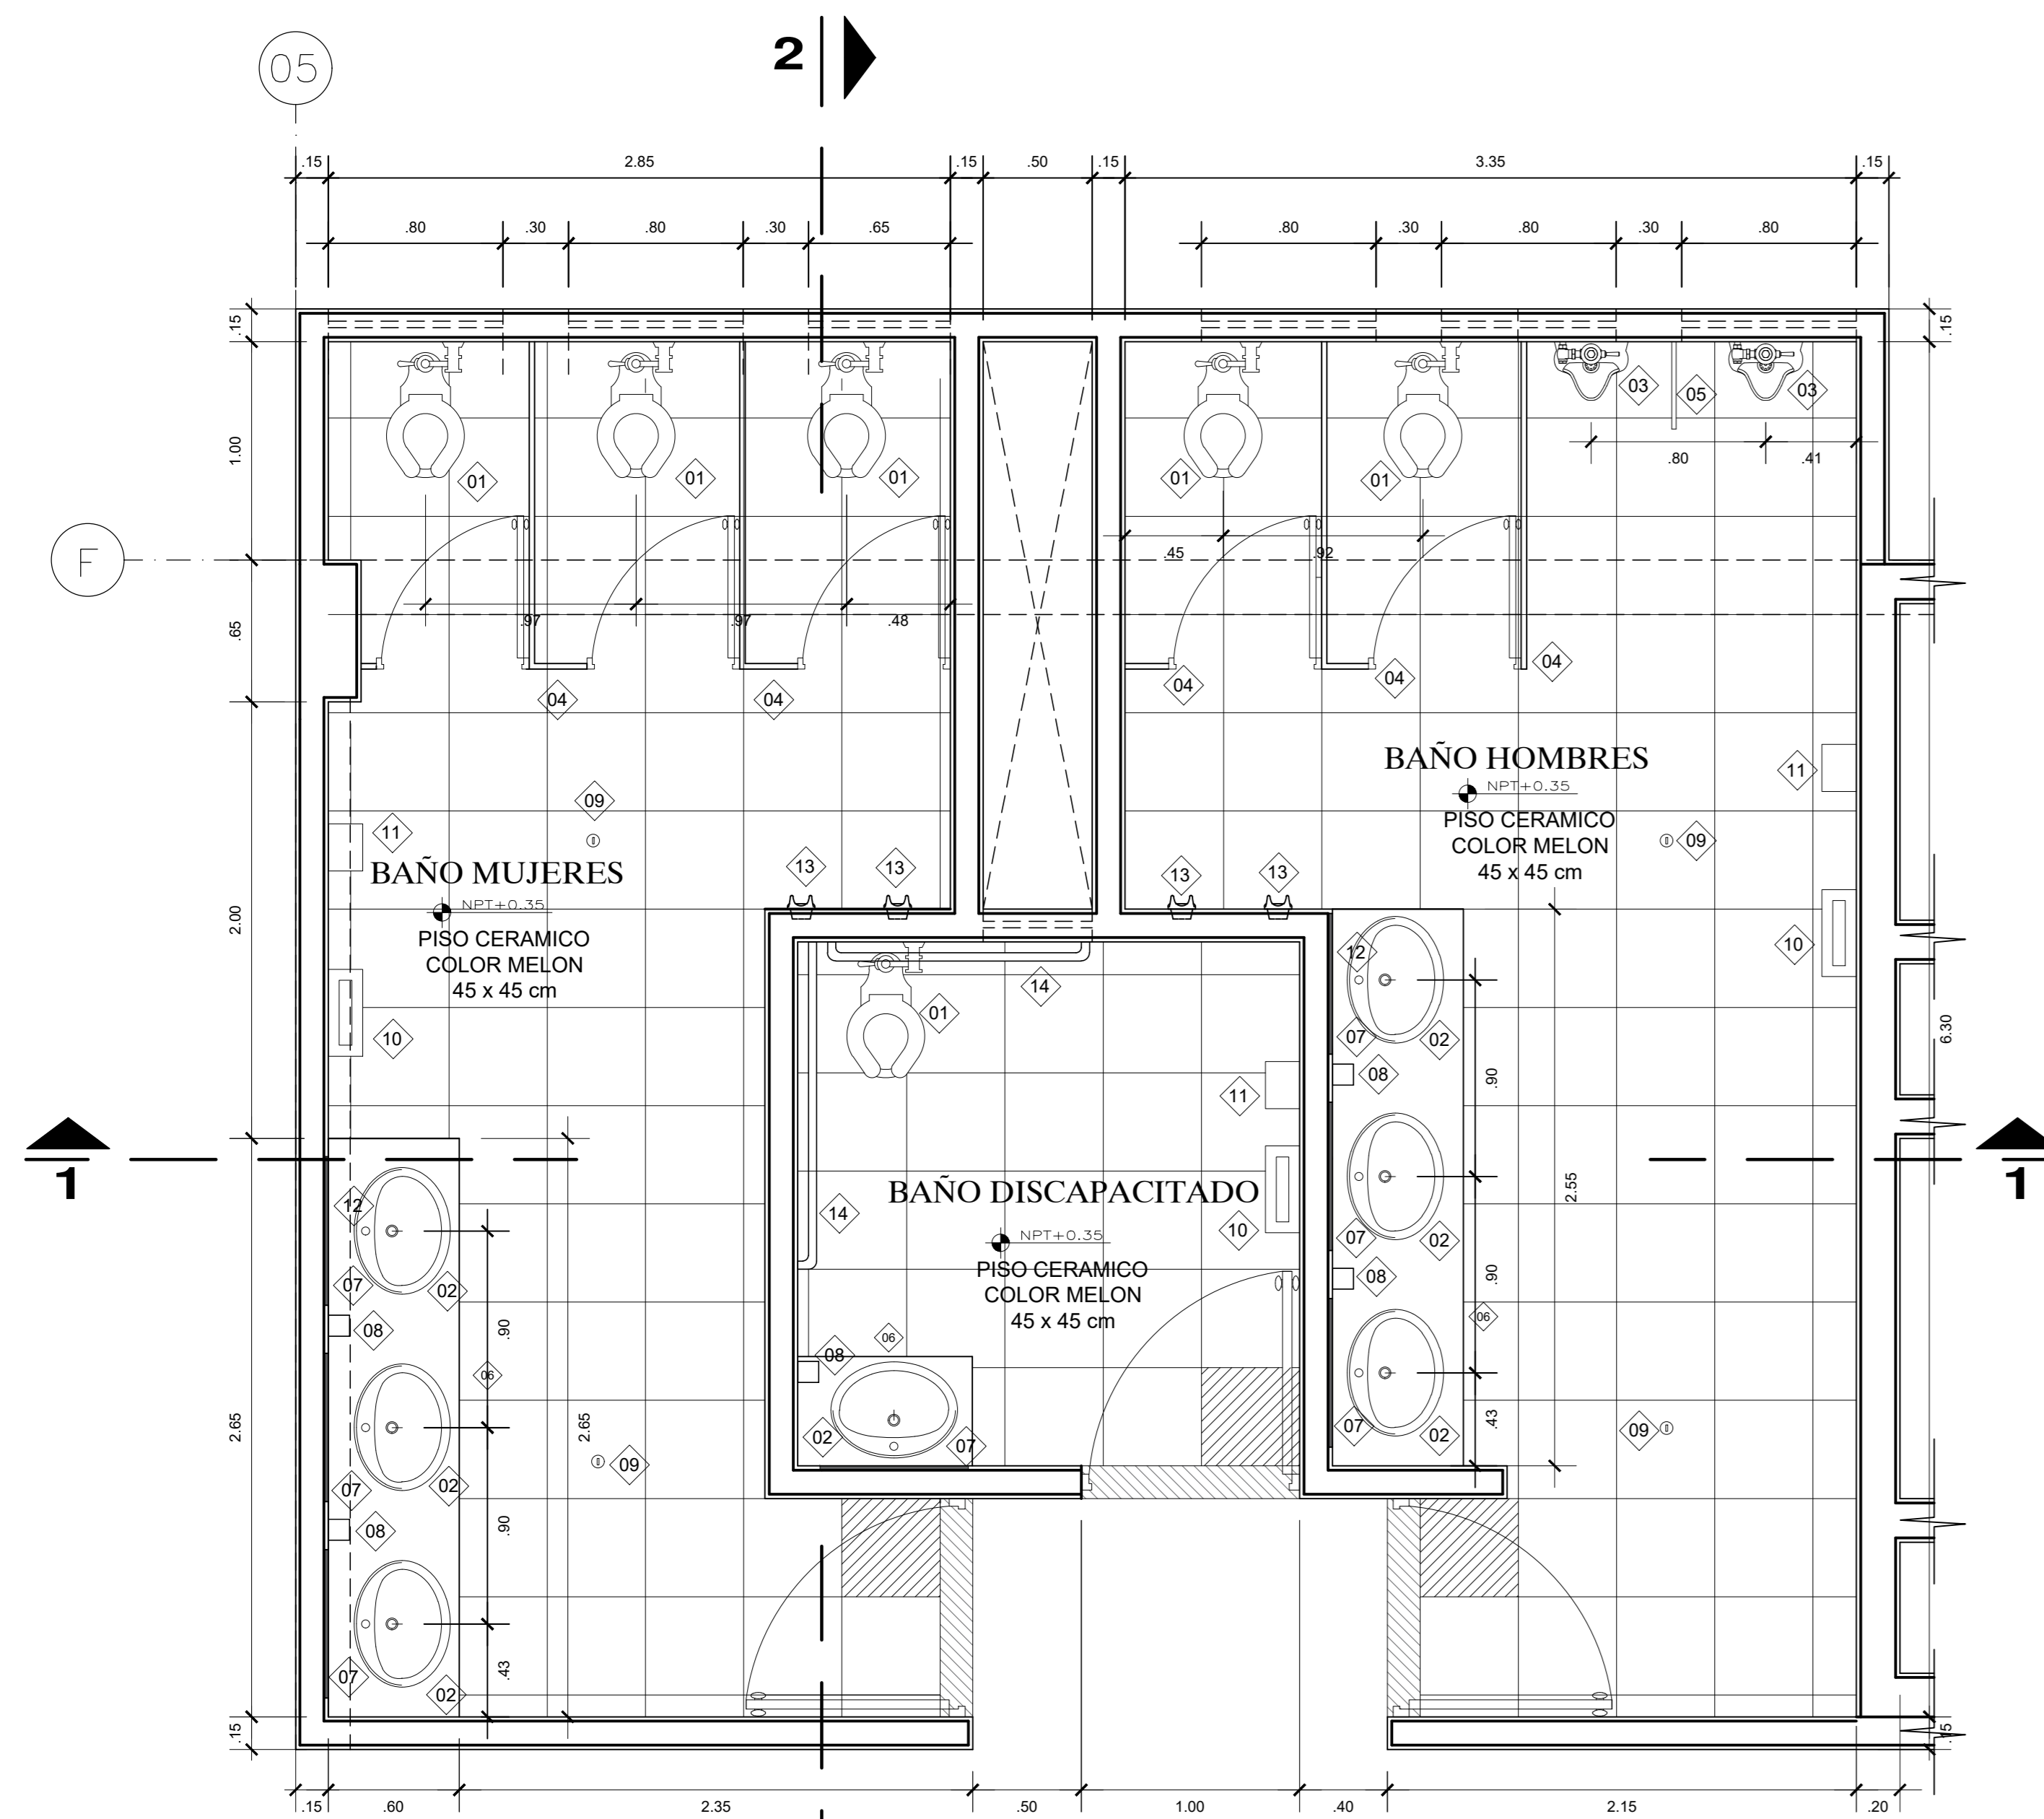 05
2
.15 2.85 .15 .50 .15 3.35 .15
.80 .30 .80 .30 .65 .80 .30 .80 .30 .80
.15 .15
03 05 03
1.00
.80 .41
01 01 01 01 01
F
.45 .92
.65
.97 .97 .48
04 04 04 04 04
BAÑO HOMBRES
NPT+0.35
PISO CERAMICO
COLOR MELON
45 x 45 cm
11
09
09
11
BAÑO MUJERES
NPT+0.35
PISO CERAMICO
COLOR MELON
45 x 45 cm
13 13 13 13
2.00
10
12
10
14
01
07 02
6.30
08
.90
11
1 1
BAÑO DISCAPACITADO
NPT+0.35
PISO CERAMICO
COLOR MELON
45 x 45 cm
2.55
12
14
10
07 02
07 02
08
08
.90
.90
06
06
08
06
2.65
2.65
02 07
07 02
.43
09
09
07 02
08
.90
.43
07 02
.15 .15
.15 .60 2.35 .50 1.00 .40 2.15 .20